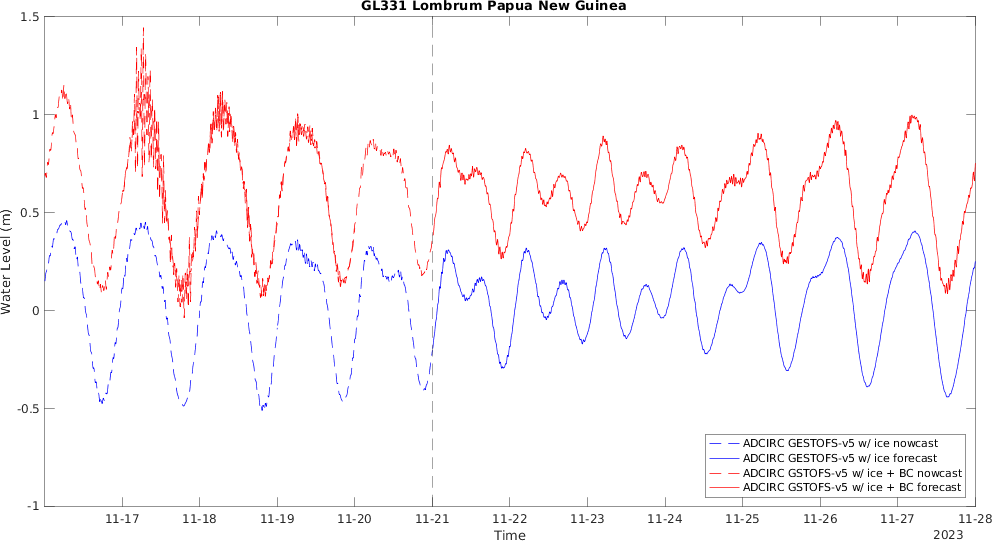 GL331 Lombrum Papua New Guinea
1.5
1
0.5
0
-0.5
-1
Water Level (m)
11-17 11-18 11-19 11-20 11-21 11-22 11-23 11-24 11-25 11-26 11-27 11-28
Time
2023
ADCIRC GESTOFS-v5 w/ ice nowcast
ADCIRC GESTOFS-v5 w/ ice forecast
ADCIRC GSTOFS-v5 w/ ice + BC nowcast
ADCIRC GSTOFS-v5 w/ ice + BC forecast